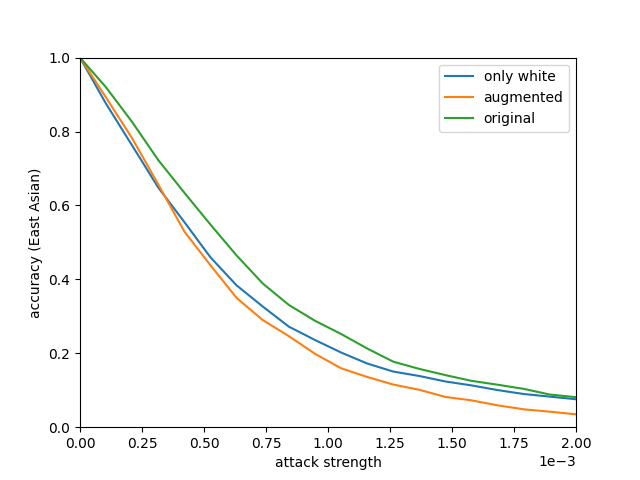 1.0
0.8
0.6
0.4
0.2
0.0
accuracy (East Asian)
only white
augmented
original
0.00 0.25 0.50 0.75 1.00 1.25 1.50 1.75 2.00
attack strength
1e−3